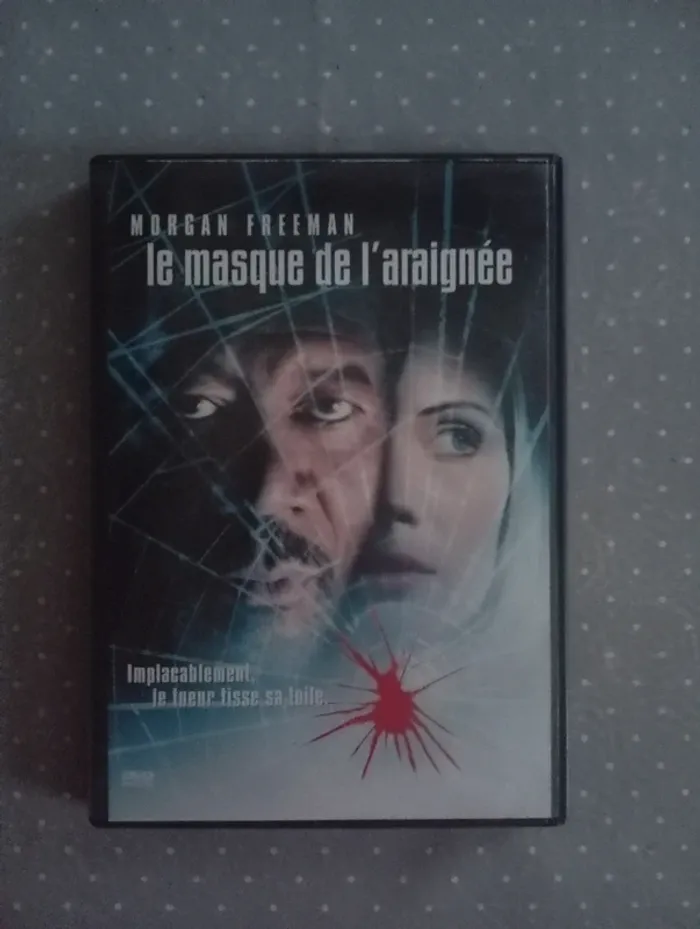 MORGAN FREEMAN
le masque de l'araignée
Implacablement,
le tueur tisse sa toile...